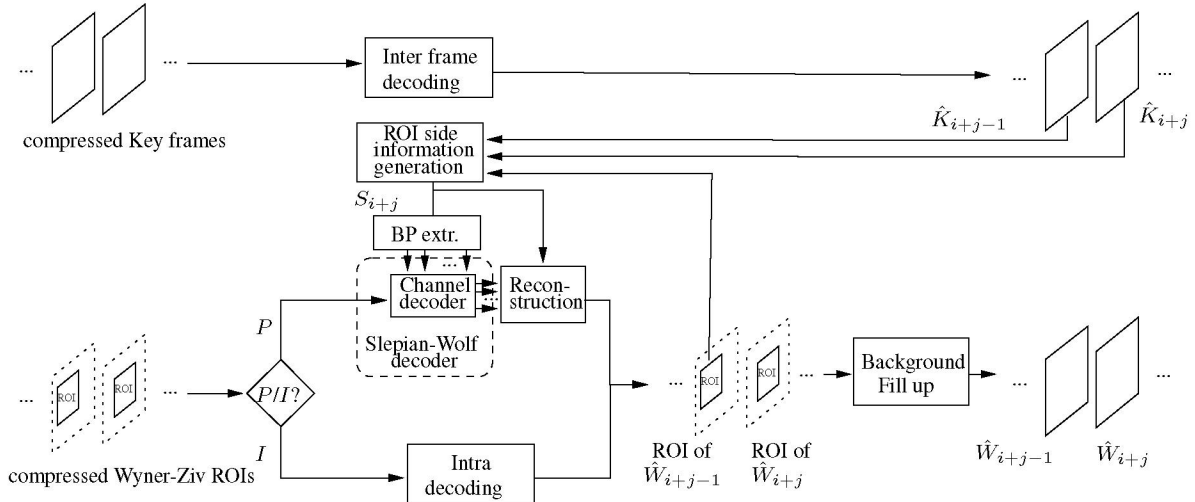 ...
...
Inter frame
decoding
...
...
compressed Key frames
K̂i+j−1
K̂i+j
ROI side
information
generation
Si+j
BP extr.
...
Channel
decoder
...
Recon-
struction
P
Slepian-Wolf
decoder
...
ROI
ROI
...
P/I?
...
ROI
ROI
...
Background
Fill up
...
...
I
compressed Wyner-Ziv ROIs
Intra
decoding
ROI of
Ŵi+j−1
ROI of
Ŵi+j
Ŵi+j−1
Ŵi+j